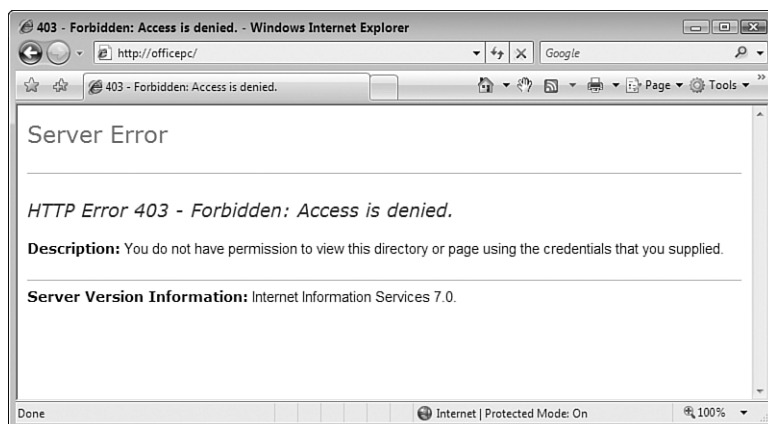 403 - Forbidden: Access is denied. - Windows Internet Explorer
http://officepc/
Google
403 - Forbidden: Access is denied.
Page
Tools
Server Error
HTTP Error 403 - Forbidden: Access is denied.
Description: You do not have permission to view this directory or page using the credentials that you supplied.
Server Version Information: Internet Information Services 7.0.
Done
Internet | Protected Mode: On
100%